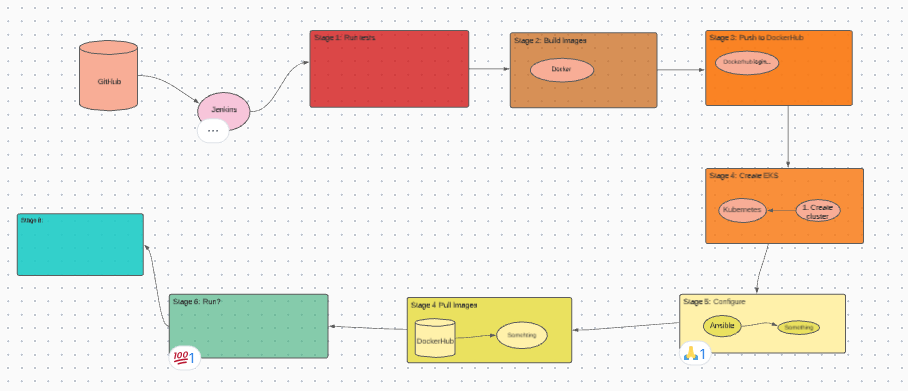 GitHub
Jenkins
...
Stage 1: Run tests
Stage 2: Build Images
Docker
Stage 3: Push to DockerHub
Dockerhub login...
Stage 4: Create EKS
Kubernetes
1. Create
cluster
Stage 5: Configure
Ansible
Something
1
Stage 4 Pull Images
DockerHub
Something
Stage 6: Run?
100
1